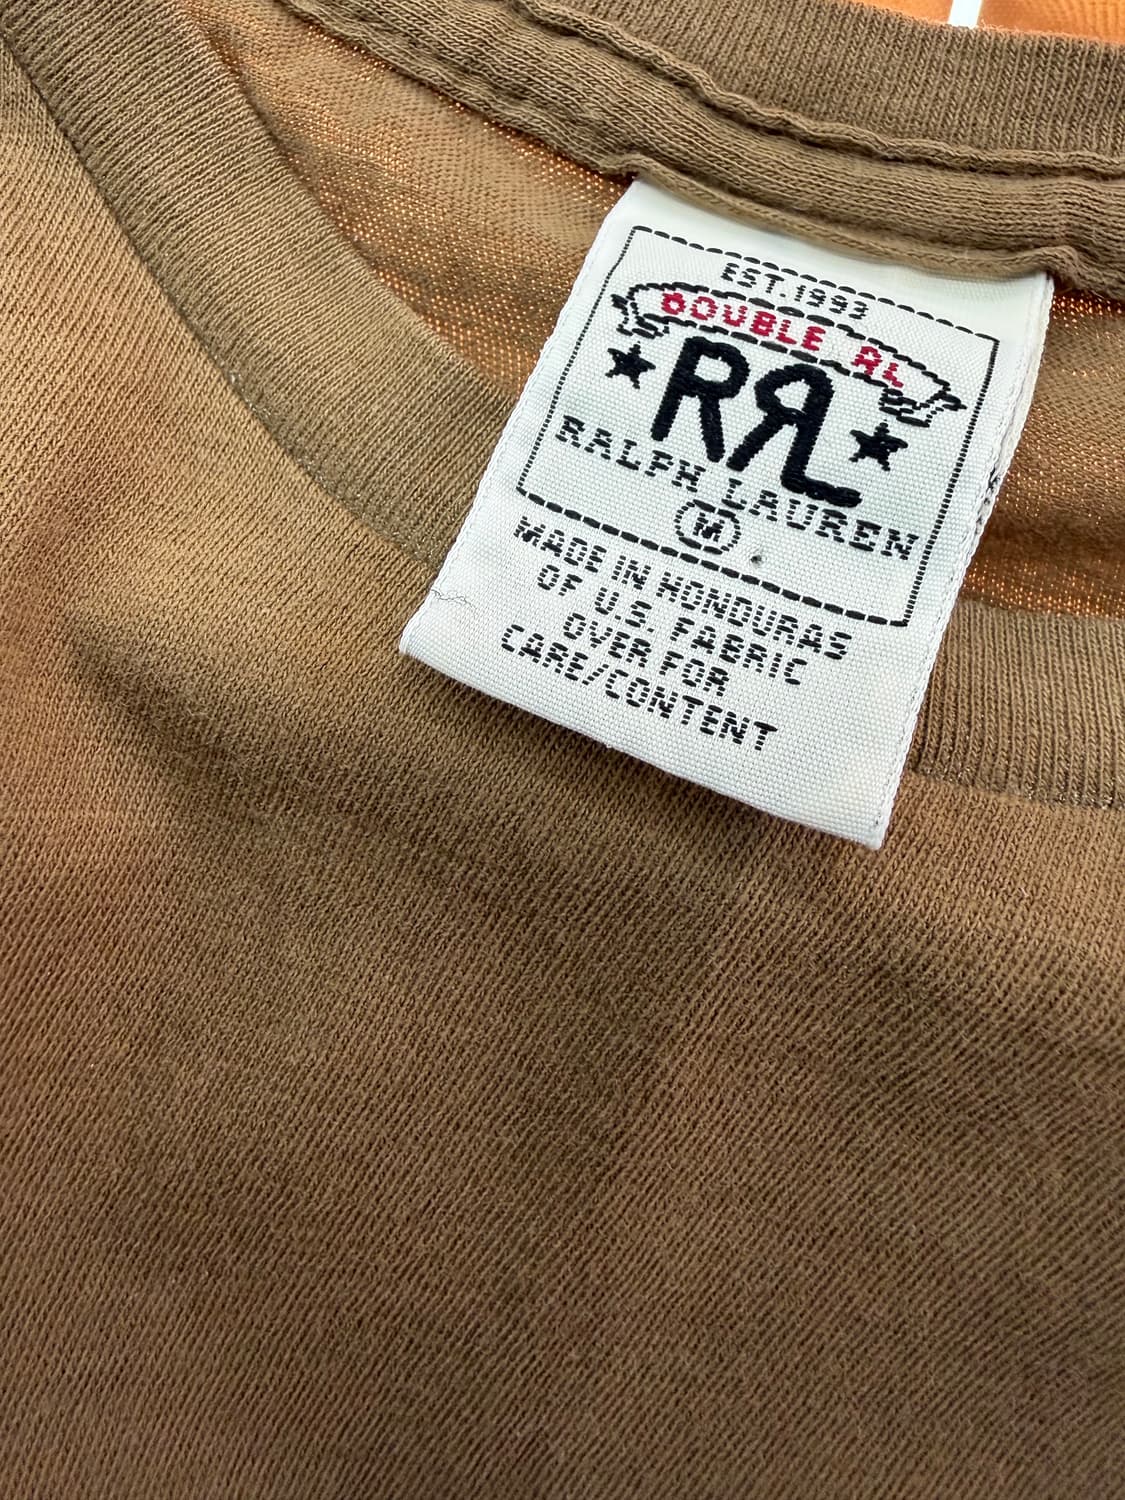 EST. 1993
DOUBLE RL
RRL
RALPH LAUREN
M
MADE IN HONDURAS
OF U.S. FABRIC
OVER FOR
CARE/CONTENT